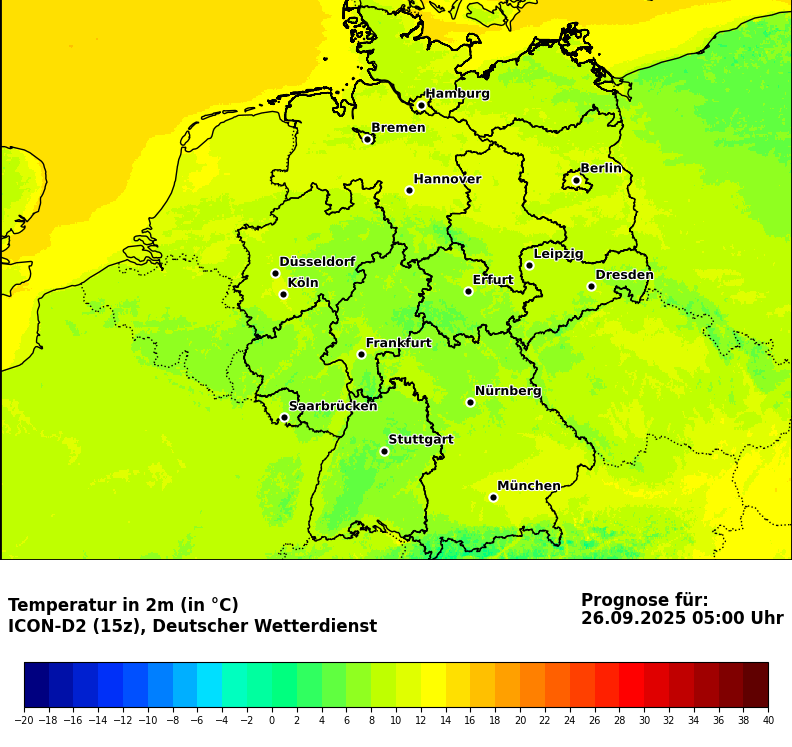 Hamburg
Bremen
Berlin
Hannover
Leipzig
Düsseldorf
Dresden
Köln
Erfurt
Frankfurt
Nürnberg
Saarbrücken
Stuttgart
München
Temperatur in 2m (in °C)
ICON-D2 (15z), Deutscher Wetterdienst
Prognose für:
26.09.2025 05:00 Uhr
−20 −18 −16 −14 −12 −10 −8 −6 −4 −2 0 2 4 6 8 10 12 14 16 18 20 22 24 26 28 30 32 34 36 38 40